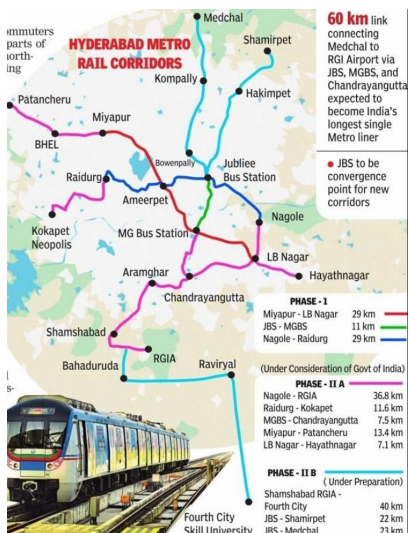 ommuters
parts of
north-
ing
HYDERABAD METRO
RAIL CORRIDORS
60 km link
connecting
Medchal to
RGI Airport via
JBS, MGBS, and
Chandrayangutta
expected to
become India's
longest single
Metro liner
JBS to be
convergence
point for new
corridors
Medchal
Shamirpet
Kompally
Hakimpet
Patancheru
Miyapur
BHEL
Bowenpally
Jubliee
Bus Station
Raidurg
Ameerpet
Nagole
Kokapet
Neopolis
MG Bus Station
LB Nagar
Aramghar
Hayathnagar
Chandrayangutta
Shamshabad
RGIA
Bahaduruda
Raviryal
Fourth City
Skill University
PHASE - 1
Miyapur - LB Nagar 29 km
JBS - MGBS 11 km
Nagole - Raidurg 29 km
(Under Consideration of Govt of India)
PHASE - II A
Nagole - RGIA 36.8 km
Raidurg - Kokapet 11.6 km
MGBS - Chandrayangutta 7.5 km
Miyapur - Patancheru 13.4 km
LB Nagar - Hayathnagar 7.1 km
PHASE - II B
(Under Preparation)
Shamshabad RGIA -
Fourth City 40 km
JBS - Shamirpet 22 km
JBS - Medchal 23 km